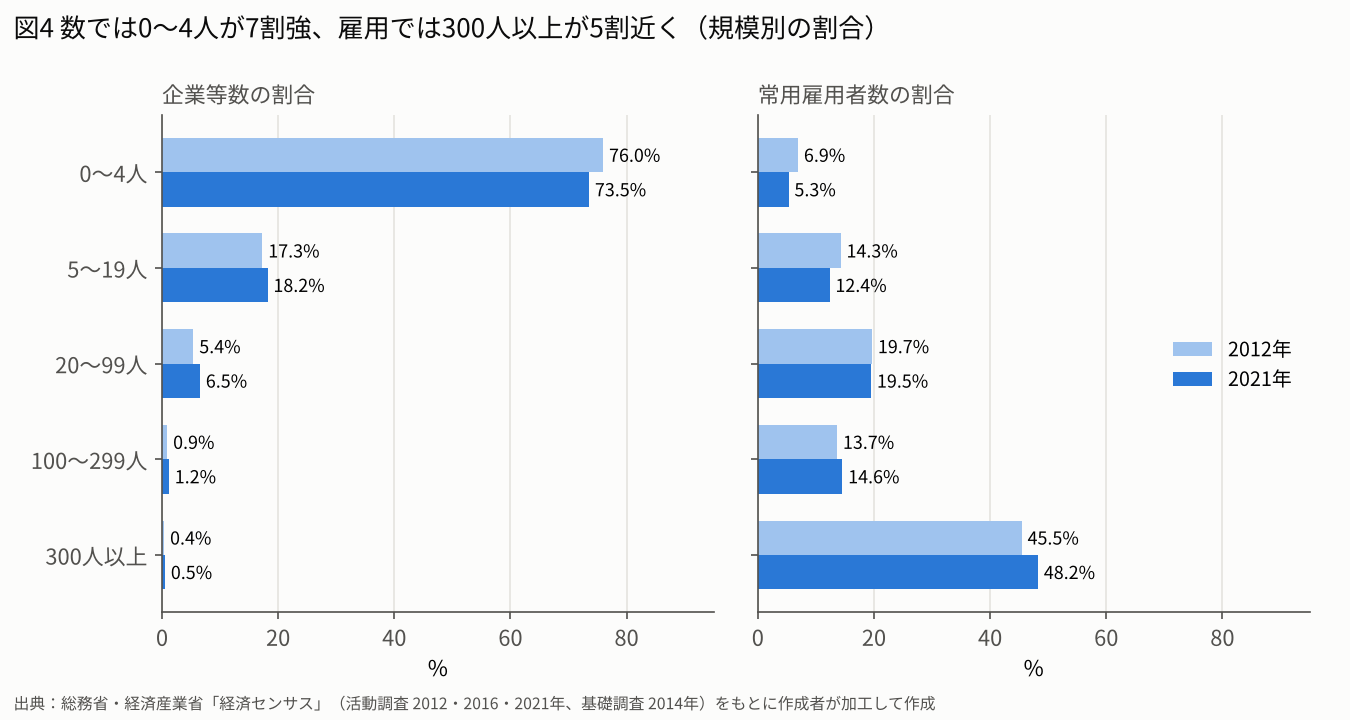 図4 数では0〜4人が7割強、雇用では300人以上が5割近く（規模別の割合）
企業等数の割合
0〜4人
76.0%
73.5%
5〜19人
17.3%
18.2%
20〜99人
5.4%
6.5%
100〜299人
0.9%
1.2%
300人以上
0.4%
0.5%
0 20 40 60 80
%
常用雇用者数の割合
6.9%
5.3%
14.3%
12.4%
19.7%
19.5%
13.7%
14.6%
45.5%
48.2%
2012年
2021年
0 20 40 60 80
%
出典：総務省・経済産業省「経済センサス」（活動調査 2012・2016・2021年、基礎調査 2014年）をもとに作成者が加工して作成